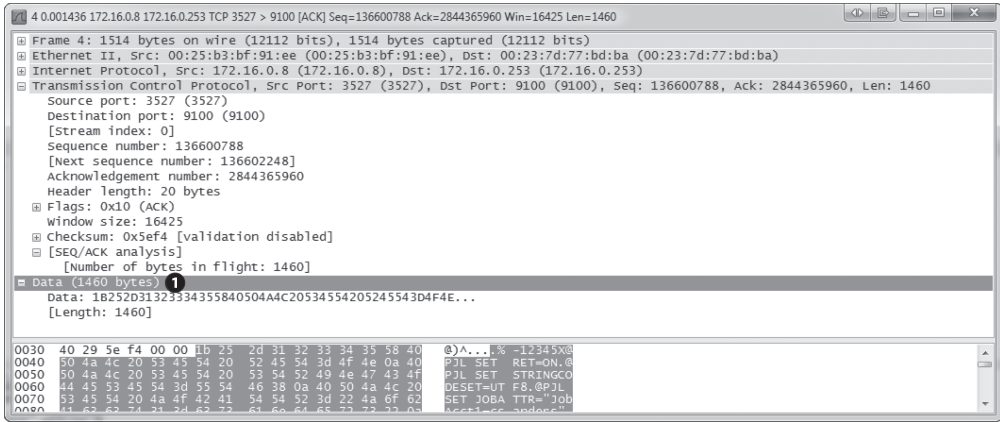 4 0.001436 172.16.0.8 172.16.0.253 TCP 3527 > 9100 [ACK] Seq=136600788 Ack=2844365960 Win=16425 Len=1460
Frame 4: 1514 bytes on wire (12112 bits), 1514 bytes captured (12112 bits)
Ethernet II, Src: 00:25:b3:bf:91:ee (00:25:b3:bf:91:ee), Dst: 00:23:7d:77:bd:ba (00:23:7d:77:bd:ba)
Internet Protocol, Src: 172.16.0.8 (172.16.0.8), Dst: 172.16.0.253 (172.16.0.253)
Transmission Control Protocol, Src Port: 3527 (3527), Dst Port: 9100 (9100), Seq: 136600788, Ack: 2844365960, Len: 1460
Source port: 3527 (3527)
Destination port: 9100 (9100)
[Stream index: 0]
Sequence number: 136600788
[Next sequence number: 136602248]
Acknowledgement number: 2844365960
Header length: 20 bytes
Flags: 0x10 (ACK)
Window size: 16425
Checksum: 0x5ef4 [validation disabled]
[SEQ/ACK analysis]
[Number of bytes in flight: 1460]
Data (1460 bytes) 1
Data: 1B252D31323334355840504A4C20534554205245543D4F4E...
[Length: 1460]
0030 40 29 5e f4 00 00 1b 25 2d 31 32 33 34 35 58 40 @)^....% -12345X@
0040 50 4a 4c 20 53 45 54 20 52 45 54 3d 4f 4e 0a 40 PJL SET RET=ON.@
0050 50 4a 4c 20 53 45 54 20 53 54 52 49 4e 47 43 4f PJL SET STRINGCO
0060 44 45 53 45 54 3d 55 54 46 38 0a 40 50 4a 4c 20 DESET=UT F8.@PJL
0070 53 45 54 20 4a 4f 42 41 54 54 52 3d 22 4a 6f 62 SET JOBA TTR="Job